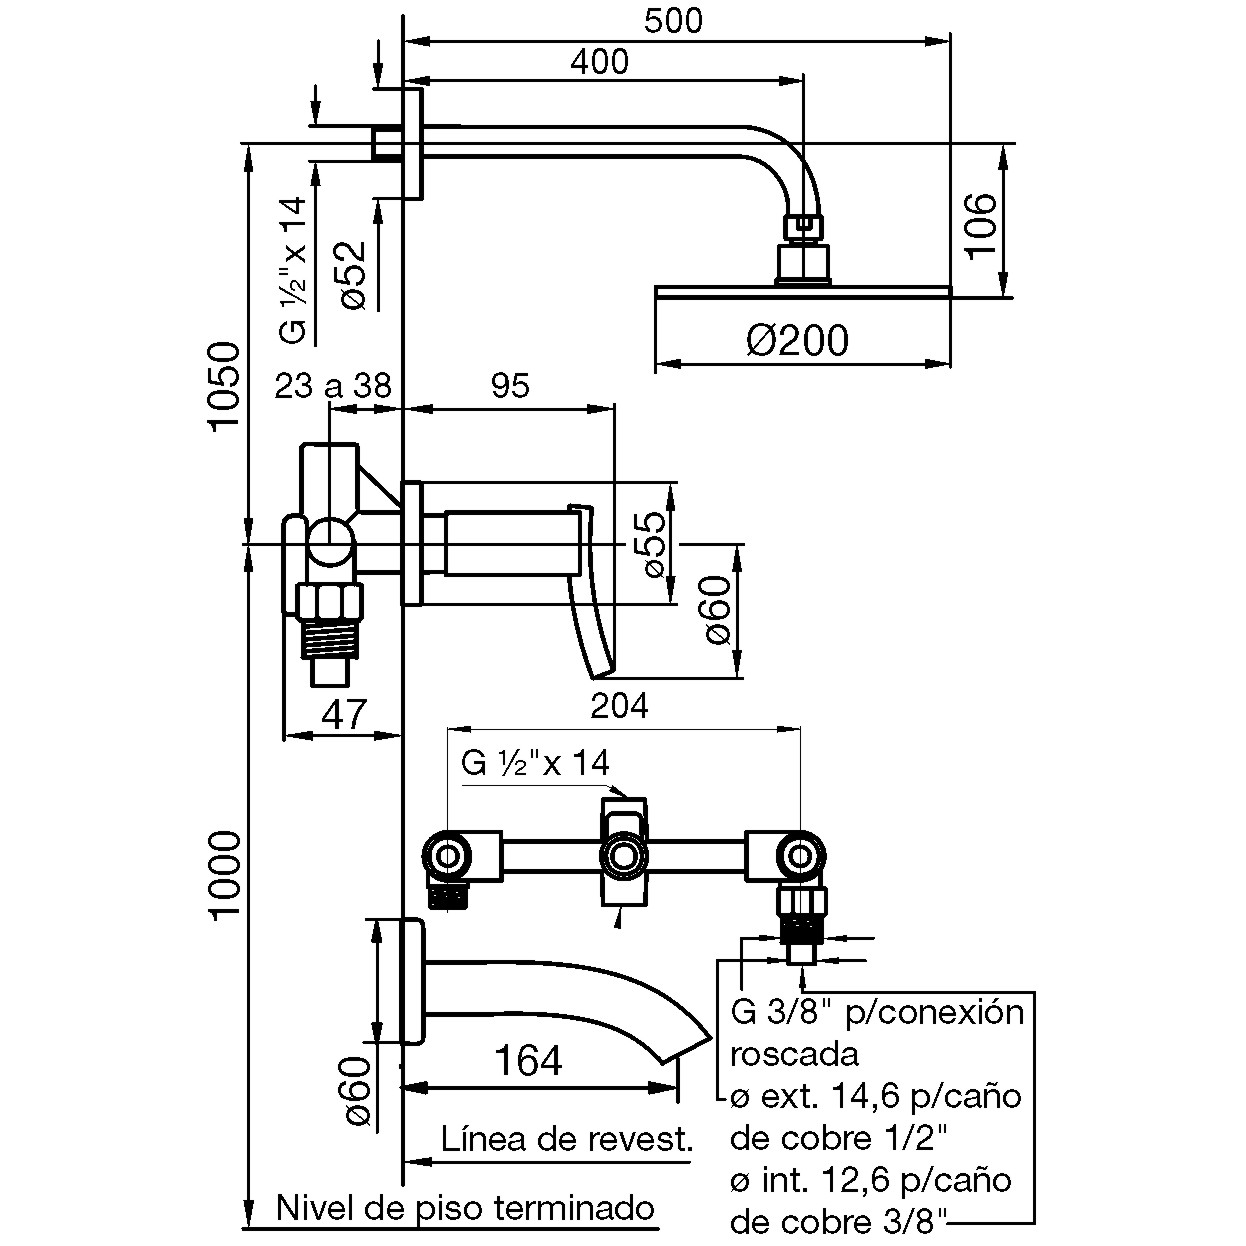 500
400
G ½"x 14
ø52
106
Ø200
1050
23 a 38
95
ø55
ø60
47
204
G ½"x 14
1000
ø60
164
G 3/8" p/conexión
roscada
ø ext. 14,6 p/caño
de cobre 1/2"
ø int. 12,6 p/caño
de cobre 3/8"
Línea de revest.
Nivel de piso terminado